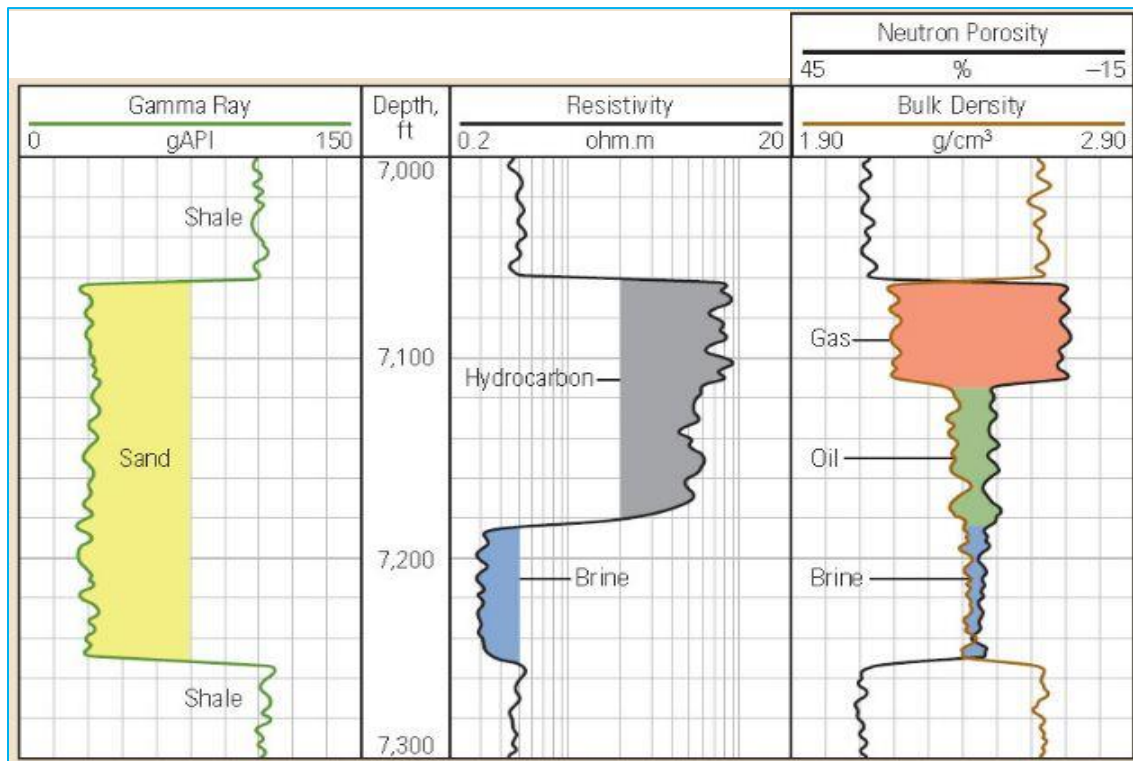 Neutron Porosity
45 % –15
Gamma Ray
0 gAPI 150
Depth,
ft
Resistivity
0.2 ohm.m 20
Bulk Density
1.90 g/cm³ 2.90
7,000
Shale
7,100
Gas
Hydrocarbon
Sand
Oil
7,200
Brine
Brine
Shale
7,300